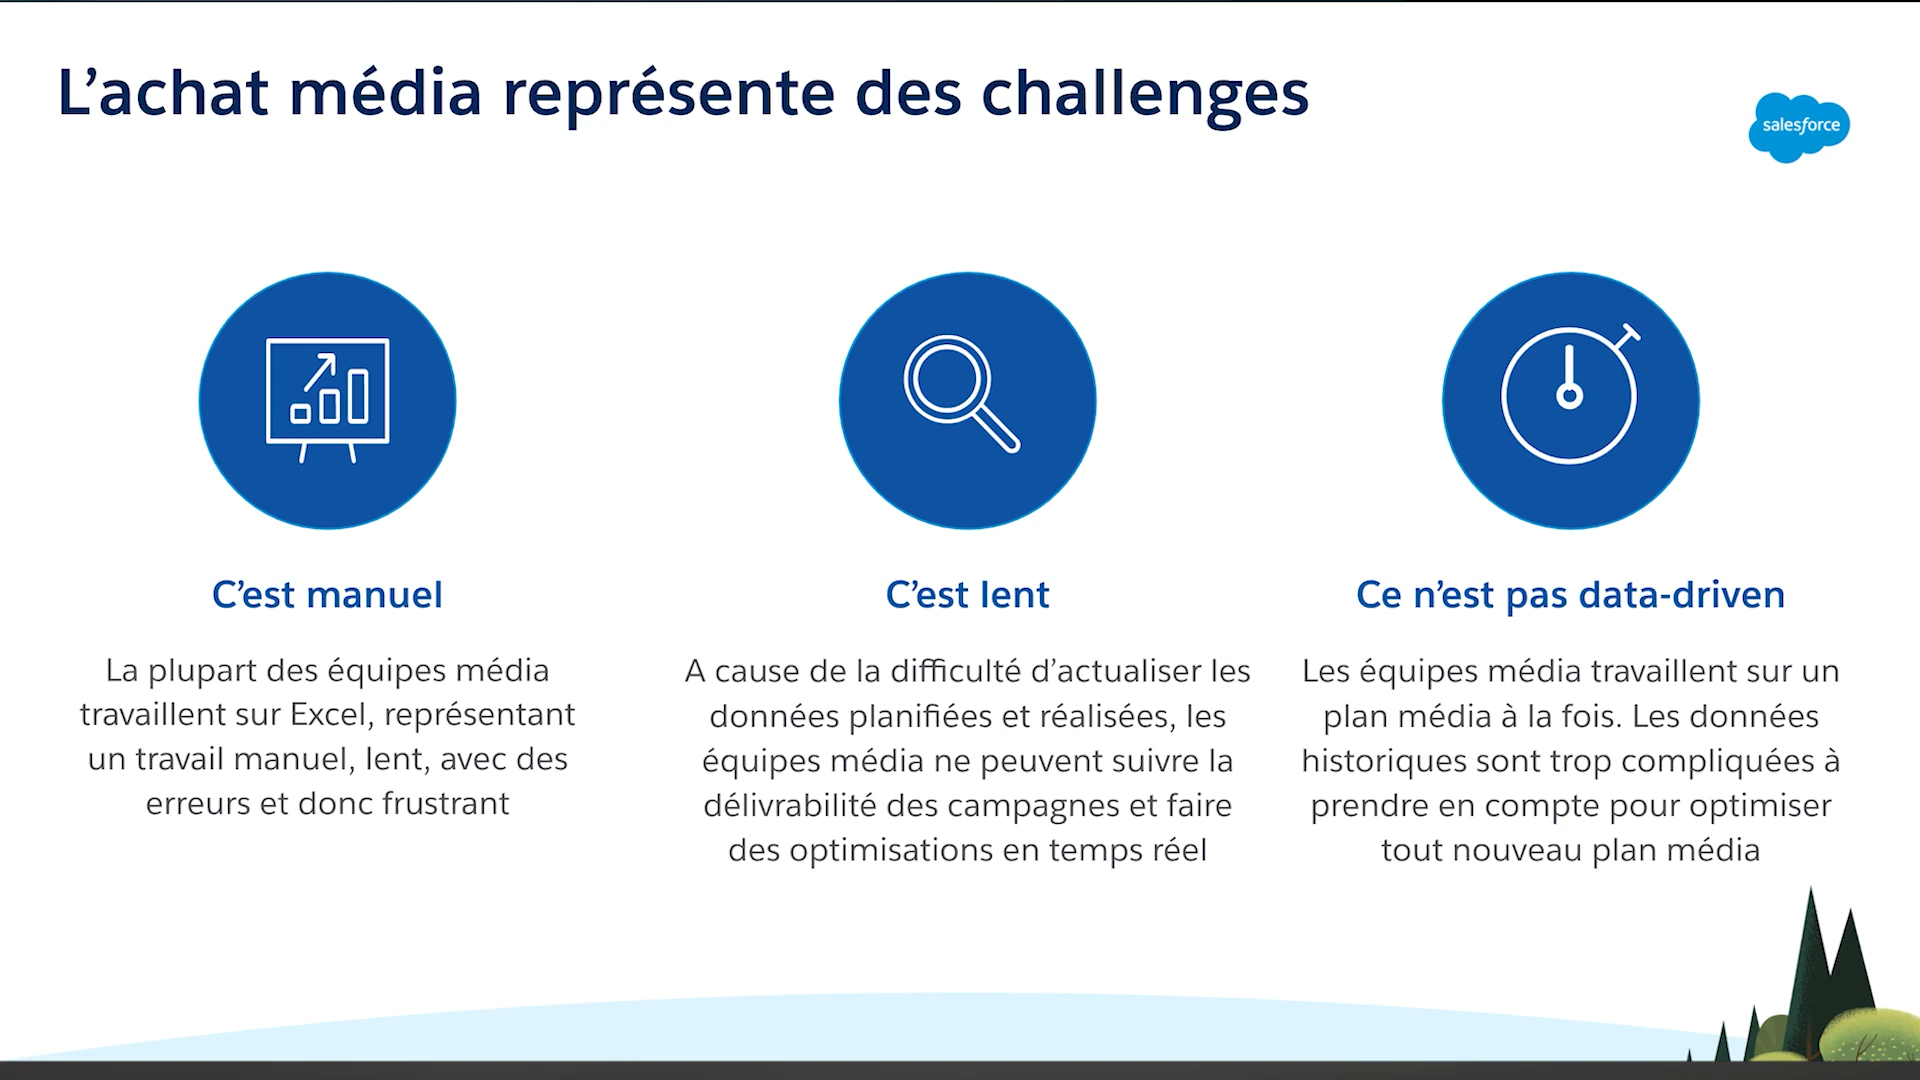 L’achat média représente des challenges
salesforce
C’est manuel
La plupart des équipes média
travaillent sur Excel, représentant
un travail manuel, lent, avec des
erreurs et donc frustrant
C’est lent
A cause de la difficulté d’actualiser les
données planifiées et réalisées, les
équipes média ne peuvent suivre la
délivrabilité des campagnes et faire
des optimisations en temps réel
Ce n’est pas data-driven
Les équipes média travaillent sur un
plan média à la fois. Les données
historiques sont trop compliquées à
prendre en compte pour optimiser
tout nouveau plan média